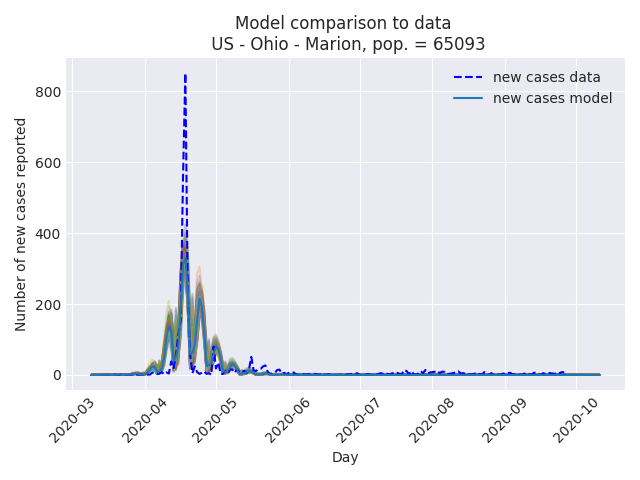 Model comparison to data
US - Ohio - Marion, pop. = 65093
new cases data
new cases model
Number of new cases reported
800
600
400
200
0
2020-03
2020-04
2020-05
2020-06
2020-07
2020-08
2020-09
2020-10
Day